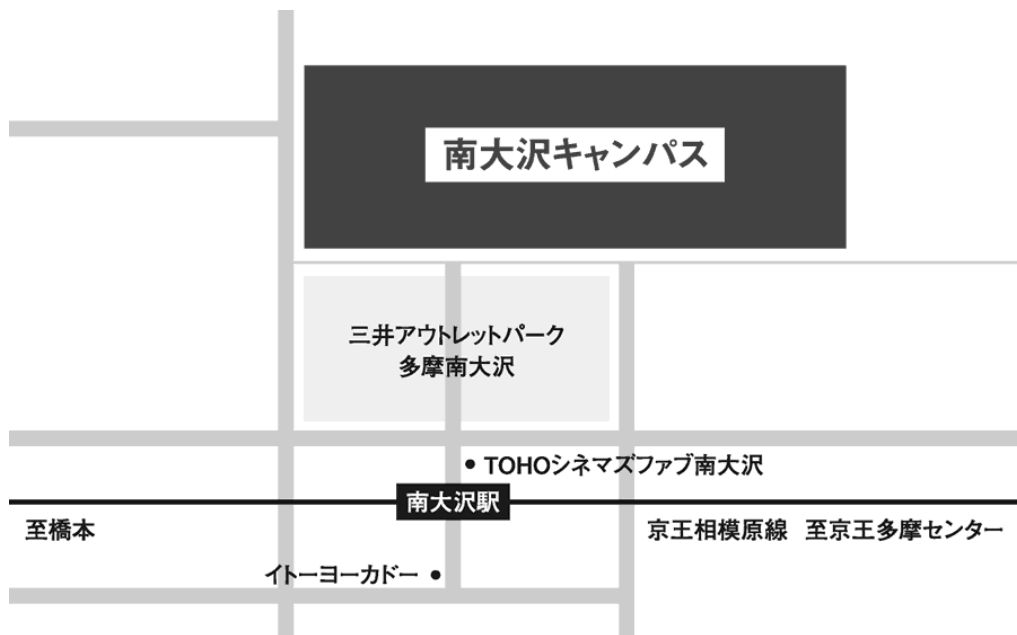 南大沢キャンパス
三井アウトレットパーク
多摩南大沢
TOHOシネマズファブ南大沢
南大沢駅
至橋本
京王相模原線 至京王多摩センター
イトーヨーカドー